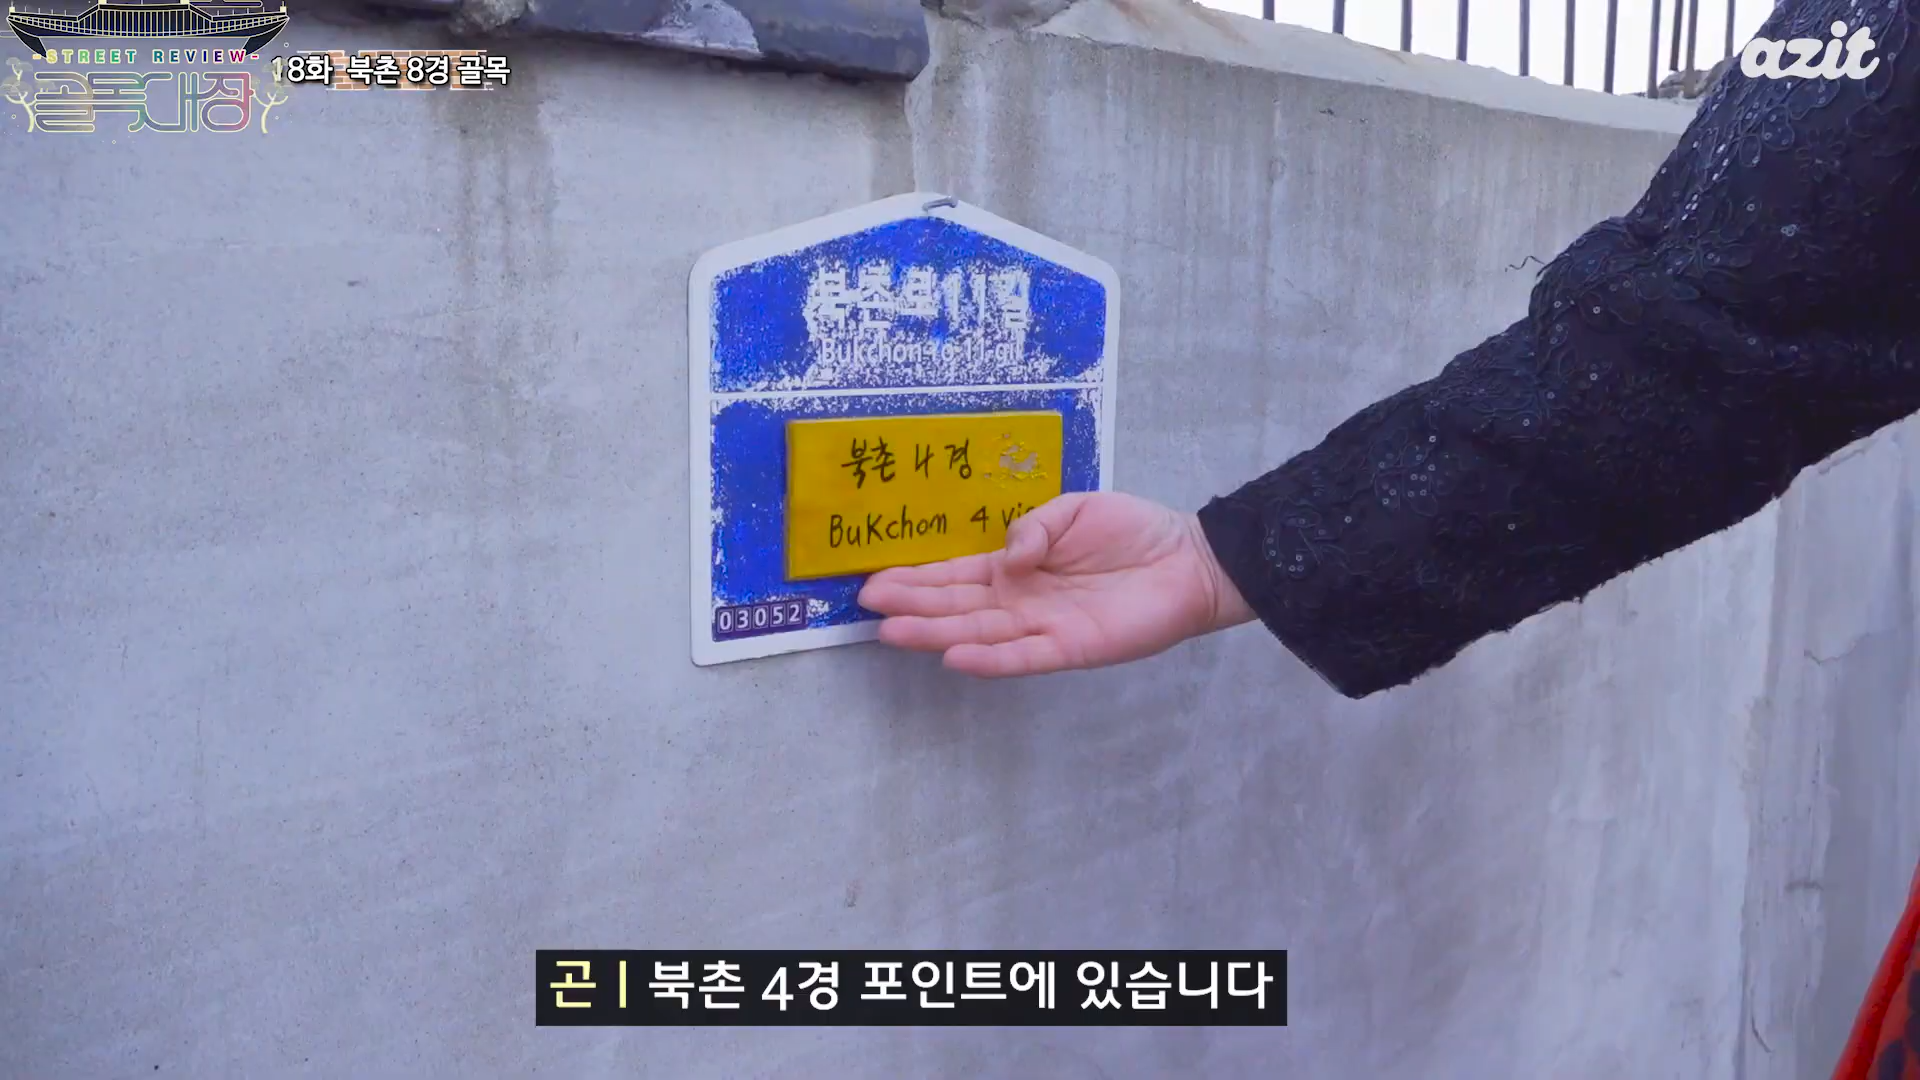 -STREET REVIEW-
골목대장
18화 북촌 8경 골목
azit
북촌로11길
Bukchon-ro 11-gil
북촌 4경
BuKchon 4
03052
곤 | 북촌 4경 포인트에 있습니다